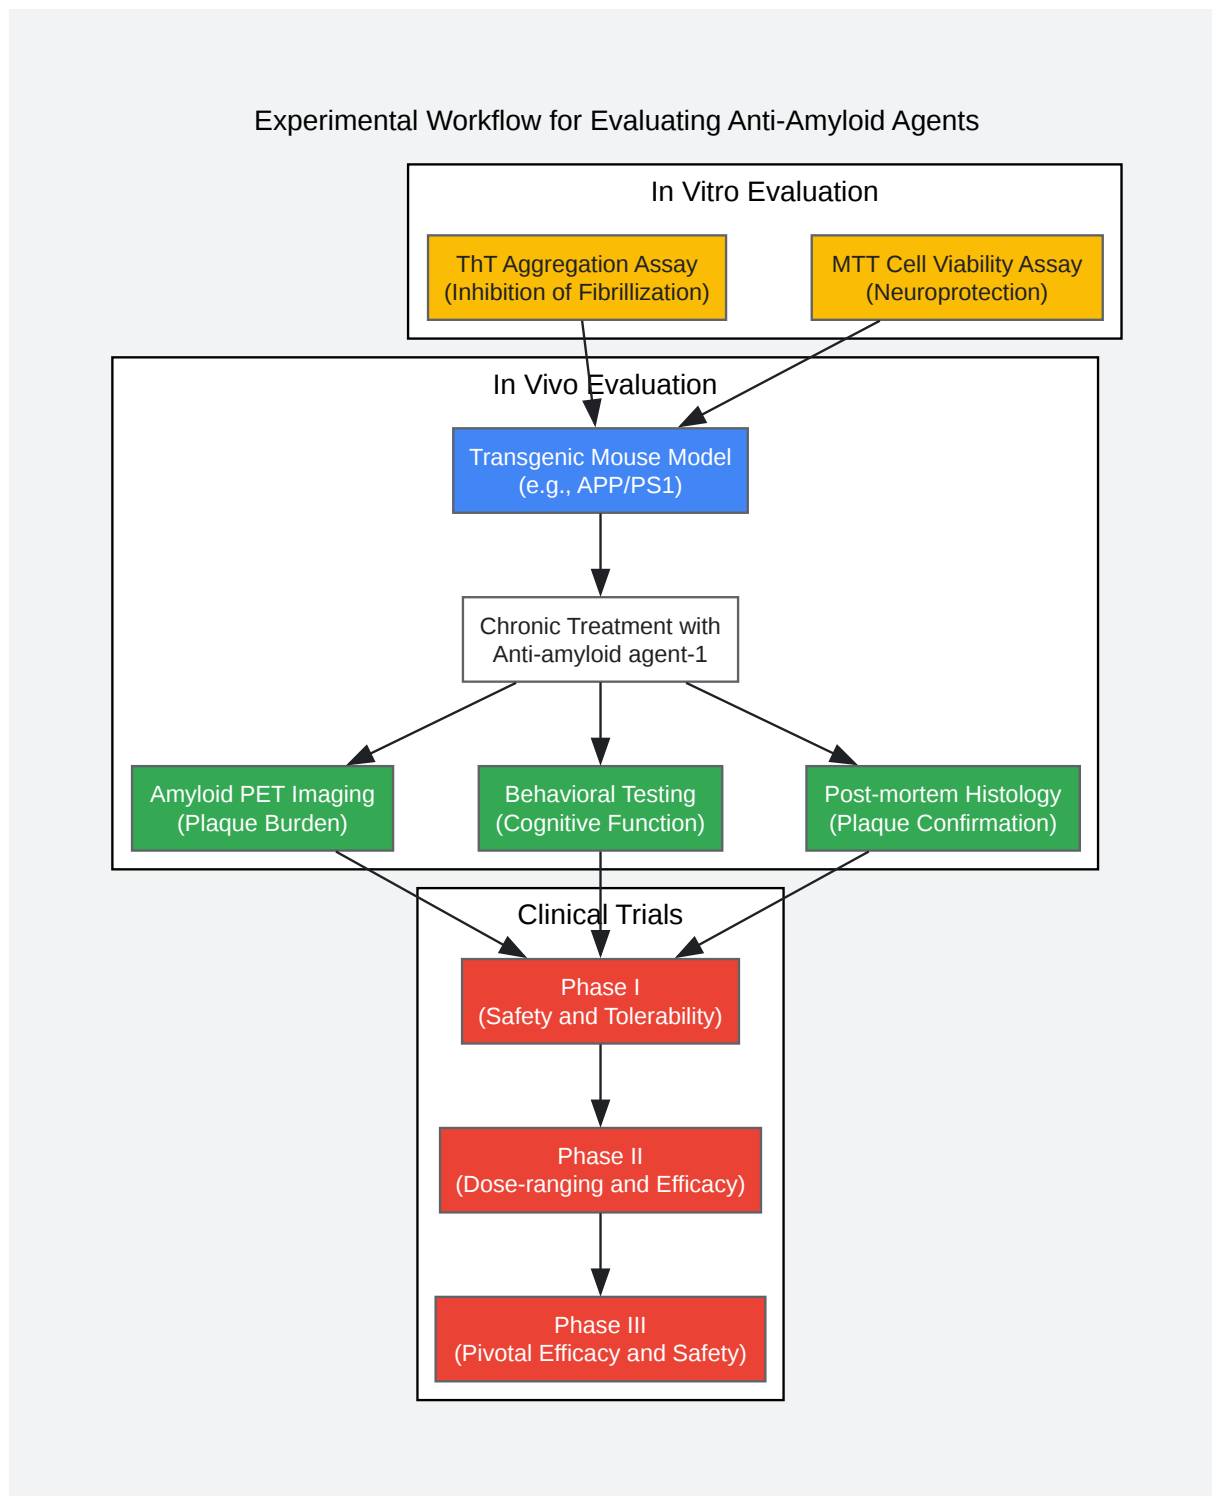 Experimental Workflow for Evaluating Anti-Amyloid Agents
In Vitro Evaluation
ThT Aggregation Assay
(Inhibition of Fibrillization)
MTT Cell Viability Assay
(Neuroprotection)
In Vivo Evaluation
Transgenic Mouse Model
(e.g., APP/PS1)
Chronic Treatment with
Anti-amyloid agent-1
Amyloid PET Imaging
(Plaque Burden)
Behavioral Testing
(Cognitive Function)
Post-mortem Histology
(Plaque Confirmation)
Clinical Trials
Phase I
(Safety and Tolerability)
Phase II
(Dose-ranging and Efficacy)
Phase III
(Pivotal Efficacy and Safety)